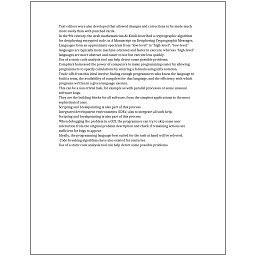 Text editors were also developed that allowed changes and corrections to be made much
more easily than with punched cards.
In the 9th century, the Arab mathematician Al-Kindi described a cryptographic algorithm
for deciphering encrypted code, in A Manuscript on Deciphering Cryptographic Messages.
Languages form an approximate spectrum from "low-level" to "high-level"; "low-level"
languages are typically more machine-oriented and faster to execute, whereas "high-level"
languages are more abstract and easier to use but execute less quickly.
Use of a static code analysis tool can help detect some possible problems.
Compilers harnessed the power of computers to make programming easier by allowing
programmers to specify calculations by entering a formula using infix notation.
Trade-offs from this ideal involve finding enough programmers who know the language to
build a team, the availability of compilers for that language, and the efficiency with which
programs written in a given language execute.
This can be a non-trivial task, for example as with parallel processes or some unusual
software bugs.
They are the building blocks for all software, from the simplest applications to the most
sophisticated ones.
Scripting and breakpointing is also part of this process.
Integrated development environments (IDEs) aim to integrate all such help.
Scripting and breakpointing is also part of this process.
When debugging the problem in a GUI, the programmer can try to skip some user
interaction from the original problem description and check if remaining actions are
sufficient for bugs to appear.
Ideally, the programming language best suited for the task at hand will be selected.
Code-breaking algorithms have also existed for centuries.
Use of a static code analysis tool can help detect some possible problems.